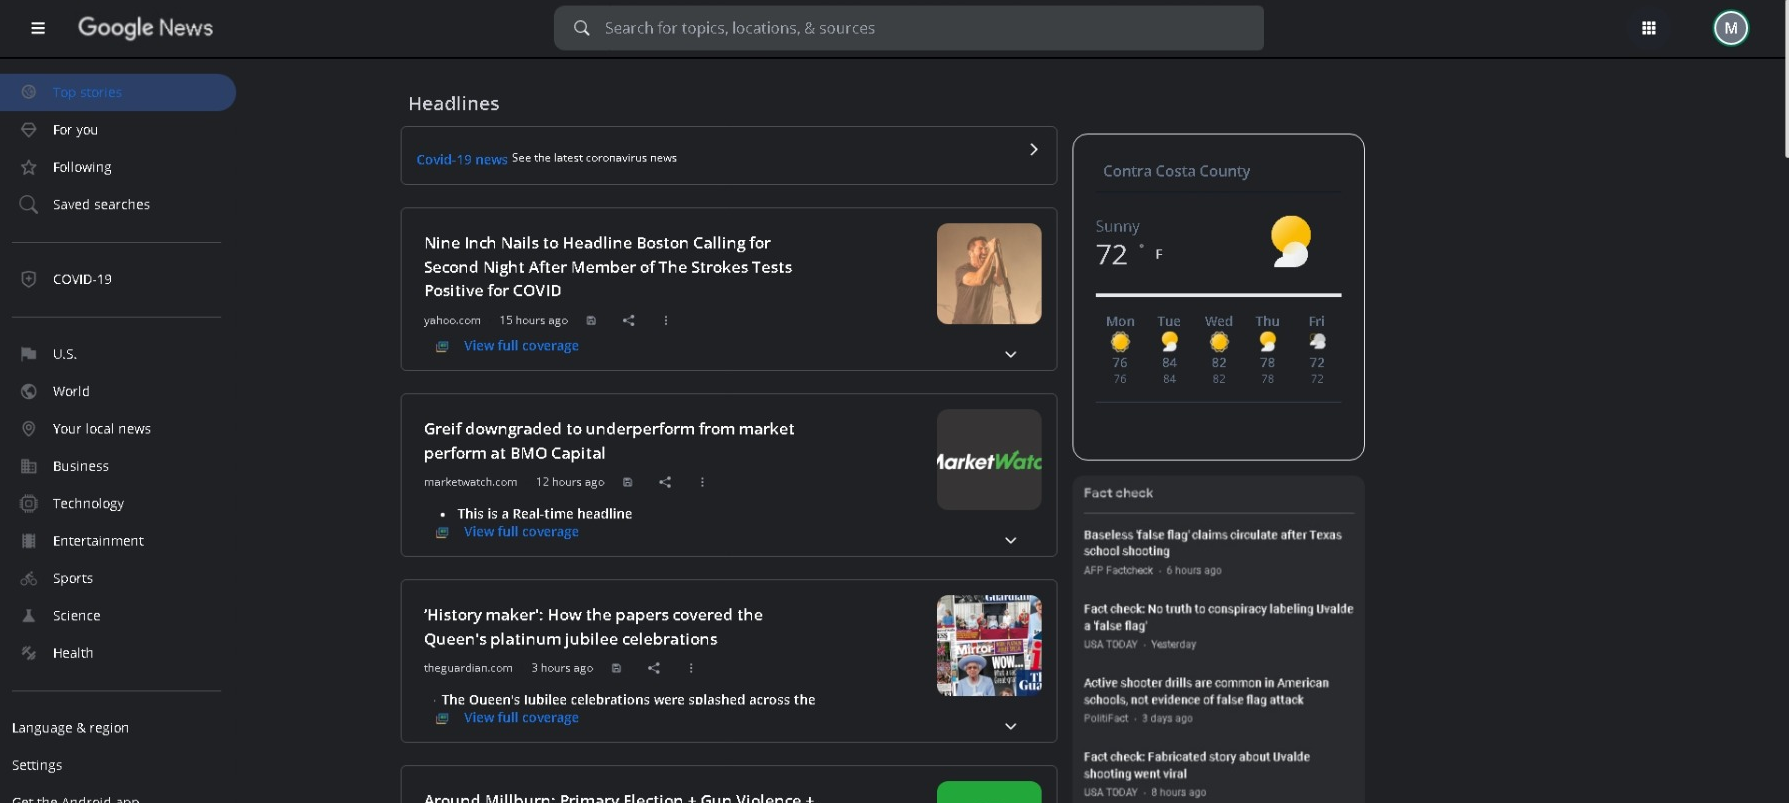 Google News
Search for topics, locations, & sources
M
Top stories
For you
Following
Saved searches
COVID-19
U.S.
World
Your local news
Business
Technology
Entertainment
Sports
Science
Health
Language & region
Settings
Get the Android app
Headlines
Covid-19 news See the latest coronavirus news
Nine Inch Nails to Headline Boston Calling for
Second Night After Member of The Strokes Tests
Positive for COVID
yahoo.com 15 hours ago
View full coverage
Greif downgraded to underperform from market
perform at BMO Capital
marketwatch.com 12 hours ago
MarketWatc
• This is a Real-time headline
View full coverage
'History maker': How the papers covered the
Queen's platinum jubilee celebrations
theguardian.com 3 hours ago
Guardian
Mirror
WOW...
The Queen's Jubilee celebrations were splashed across the
View full coverage
Around Millburn: Primary Election + Gun Violence +
Contra Costa County
Sunny
72 ° F
Mon Tue Wed Thu Fri
76 84 82 78 72
76 84 82 78 72
Fact check
Baseless 'false flag' claims circulate after Texas
school shooting
AFP Factcheck · 6 hours ago
Fact check: No truth to conspiracy labeling Uvalde
a 'false flag'
USA TODAY · Yesterday
Active shooter drills are common in American
schools, not evidence of false flag attack
PolitiFact · 3 days ago
Fact check: Fabricated story about Uvalde
shooting went viral
USA TODAY · 8 hours ago